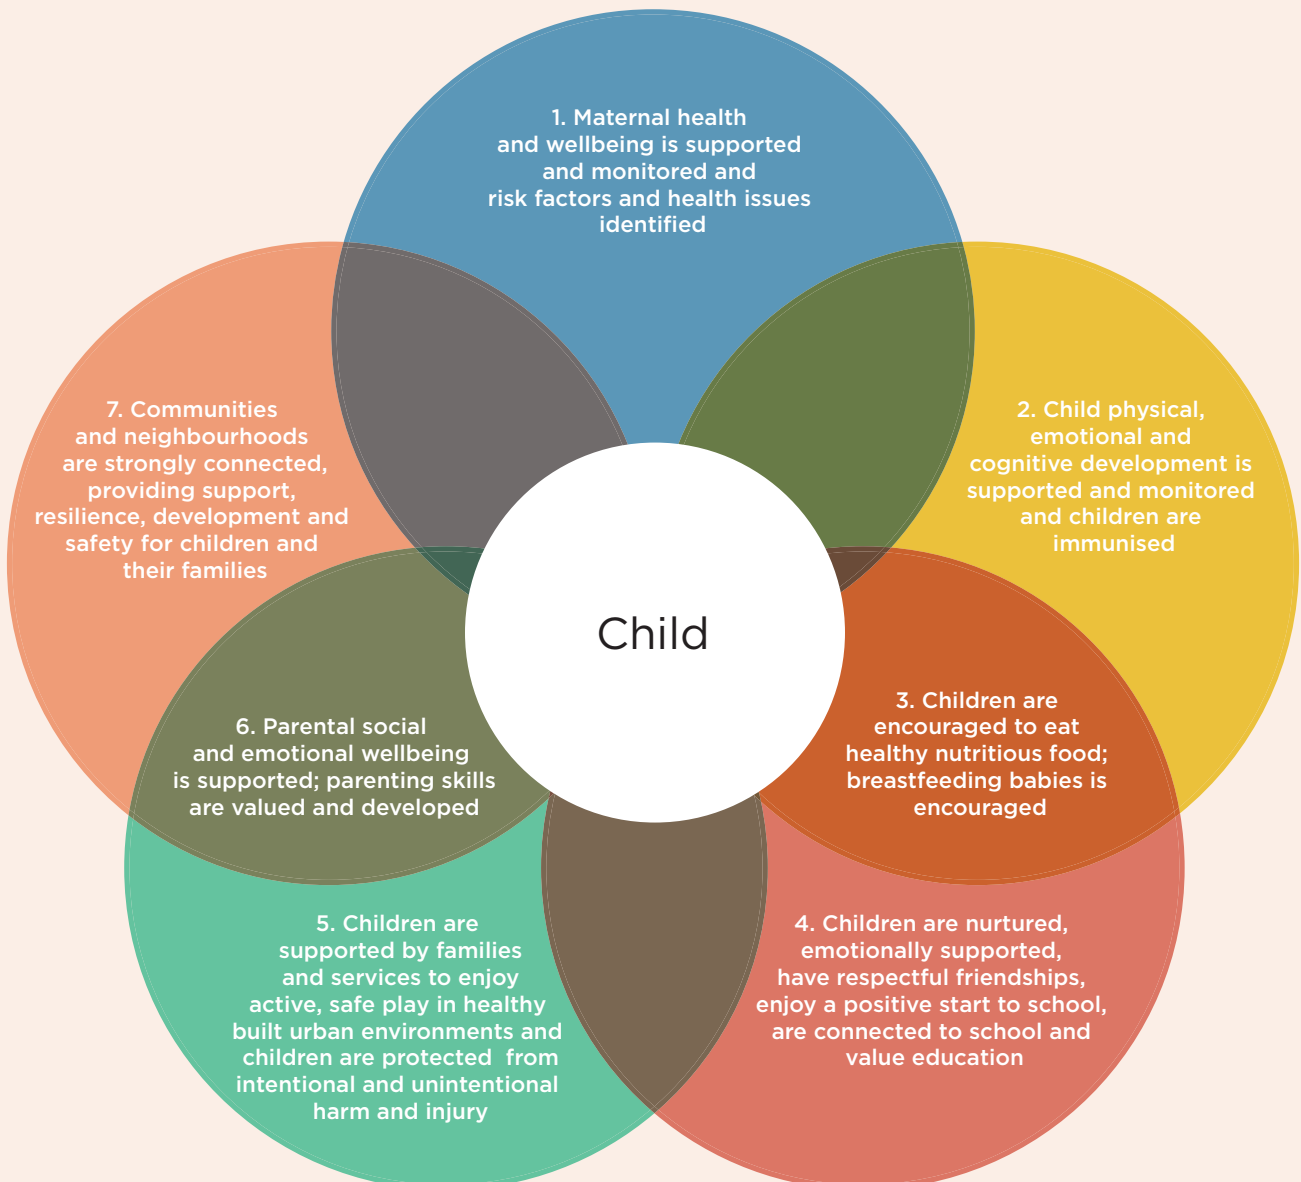 1. Maternal health
and wellbeing is supported
and monitored and
risk factors and health issues
identified
2. Child physical,
emotional and
cognitive development is
supported and monitored
and children are
immunised
3. Children are
encouraged to eat
healthy nutritious food;
breastfeeding babies is
encouraged
4. Children are nurtured,
emotionally supported,
have respectful friendships,
enjoy a positive start to school,
are connected to school and
value education
5. Children are
supported by families
and services to enjoy
active, safe play in healthy
built urban environments and
children are protected from
intentional and unintentional
harm and injury
6. Parental social
and emotional wellbeing
is supported; parenting skills
are valued and developed
7. Communities
and neighbourhoods
are strongly connected,
providing support,
resilience, development and
safety for children and
their families
Child